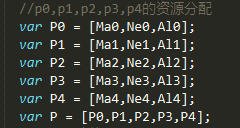 //p0,p1,p2,p3,p4的资源分配
var P0 = [Ma0,Ne0,Al0];
var P1 = [Ma1,Ne1,Al1];
var P2 = [Ma2,Ne2,Al2];
var P3 = [Ma3,Ne3,Al3];
var P4 = [Ma4,Ne4,Al4];
var P = [P0,P1,P2,P3,P4];